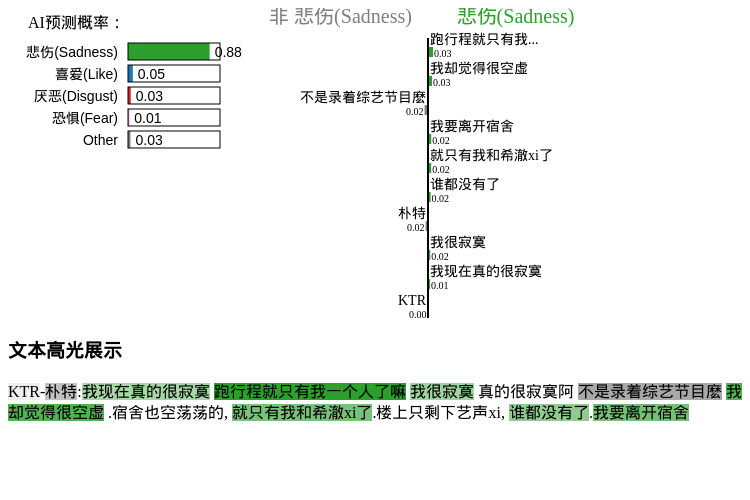 AI预测概率：
悲伤(Sadness) 0.88
喜爱(Like) 0.05
厌恶(Disgust) 0.03
恐惧(Fear) 0.01
Other 0.03
非 悲伤(Sadness) 悲伤(Sadness)
跑行程就只有我...
0.03
我却觉得很空虚
0.03
不是录着综艺节目麽
0.02
我要离开宿舍
0.02
就只有我和希澈xi了
0.02
谁都没有了
0.02
朴特
0.02
我很寂寞
0.02
我现在真的很寂寞
0.01
KTR
0.00
文本高光展示
KTR-朴特:我现在真的很寂寞 跑行程就只有我一个人了嘛 我很寂寞 真的很寂寞阿 不是录着综艺节目麽 我
却觉得很空虚 .宿舍也空荡荡的, 就只有我和希澈xi了.楼上只剩下艺声xi, 谁都没有了.我要离开宿舍